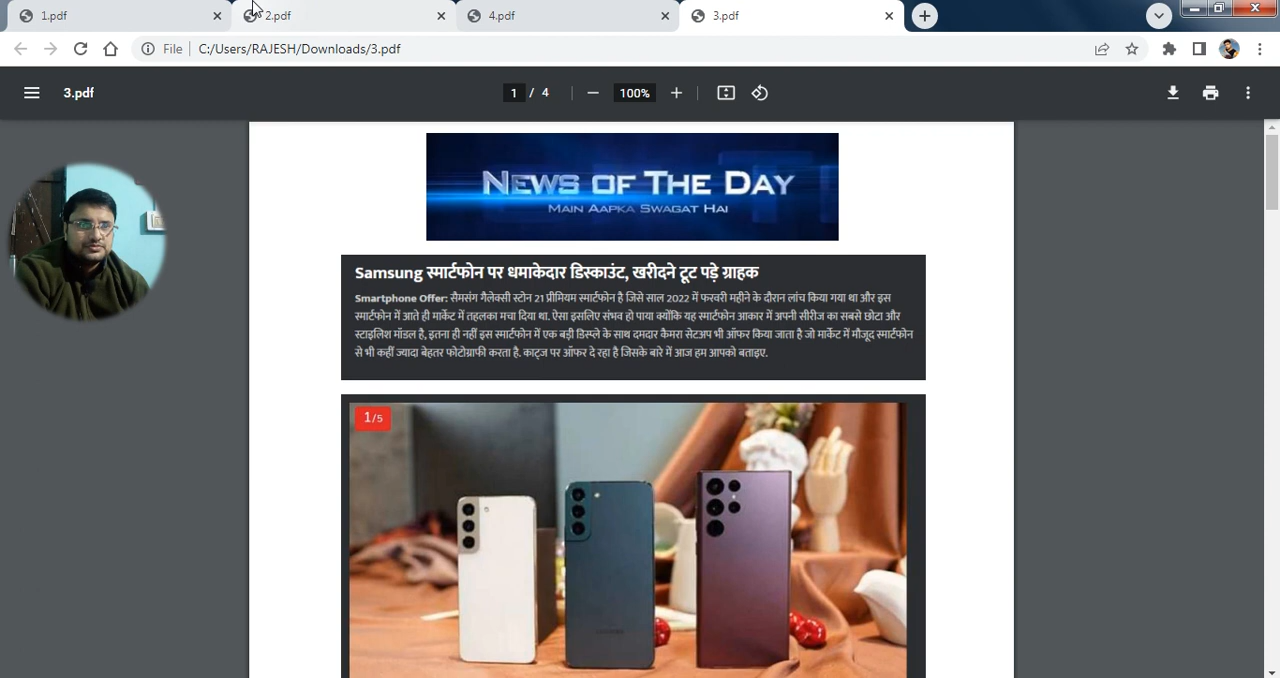 1.pdf
2.pdf
4.pdf
3.pdf
File
C:/Users/RAJESH/Downloads/3.pdf
3.pdf
1 / 4
100%
NEWS OF THE DAY
MAIN AAPKA SWAGAT HAI
Samsung स्मार्टफोन पर धमाकेदार डिस्काउंट, खरीदने टूट पड़े ग्राहक
Smartphone Offer: सैमसंग गैलेक्सी स्टोन 21 प्रीमियम स्मार्टफोन है जिसे साल 2022 में फरवरी महीने के दौरान लांच किया गया था और इस
स्मार्टफोन में आते ही मार्केट में तहलका मचा दिया था. ऐसा इसलिए संभव हो पाया क्योंकि यह स्मार्टफोन आकार में अपनी सीरीज का सबसे छोटा और
स्टाइलिश मॉडल है, इतना ही नहीं इस स्मार्टफोन में एक बड़ी डिस्प्ले के साथ दमदार कैमरा सेटअप भी ऑफर किया जाता है जो मार्केट में मौजूद स्मार्टफोन
से भी कहीं ज्यादा बेहतर फोटोग्राफी करता है. काट्ज पर ऑफर दे रहा है जिसके बारे में आज हम आपको बताइए.
1/5